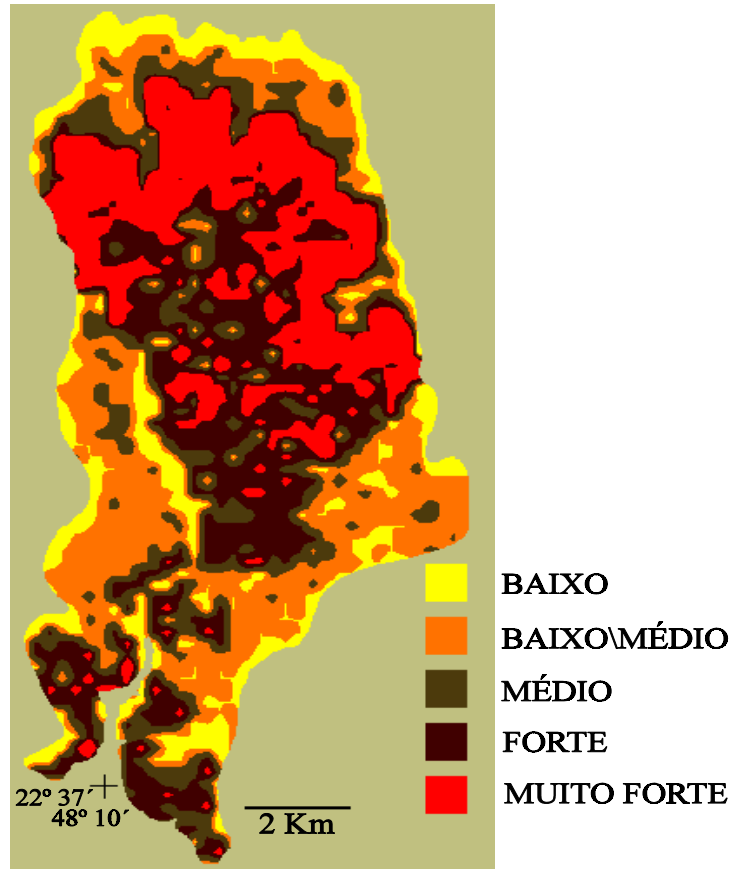 BAIXO
BAIXO\MÉDIO
MÉDIO
FORTE
MUITO FORTE
22º 37´
48º 10´
2 Km